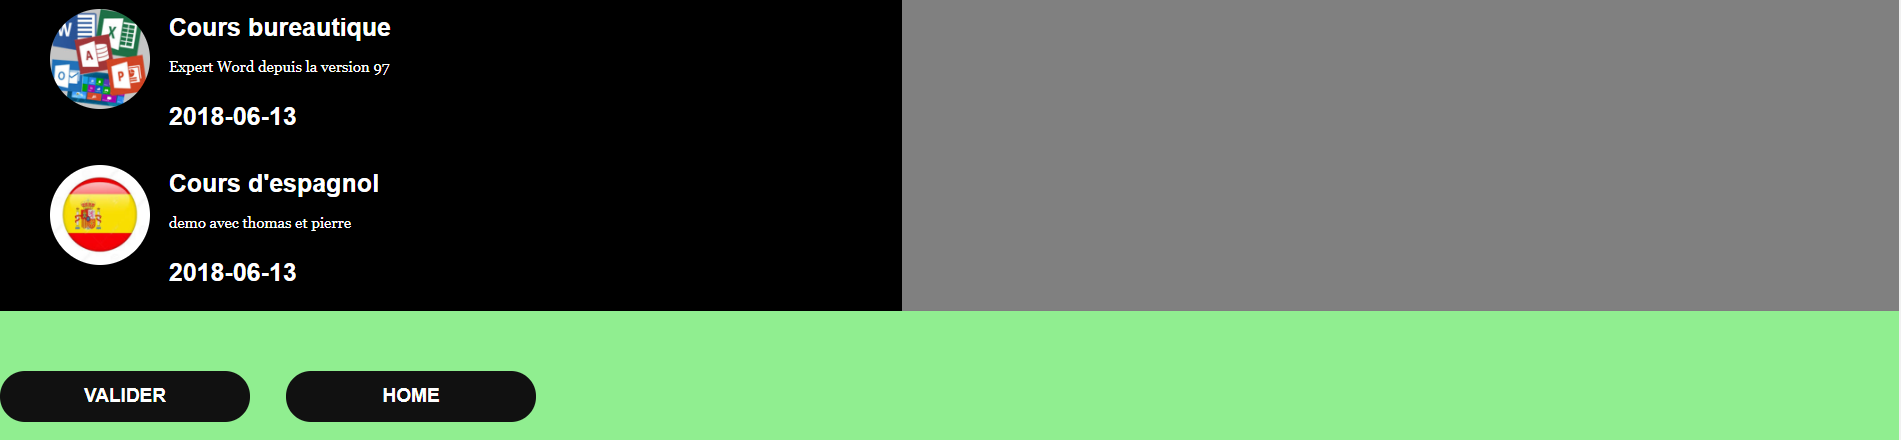 Cours bureautique
Expert Word depuis la version 97
2018-06-13
Cours d'espagnol
demo avec thomas et pierre
2018-06-13
VALIDER
HOME